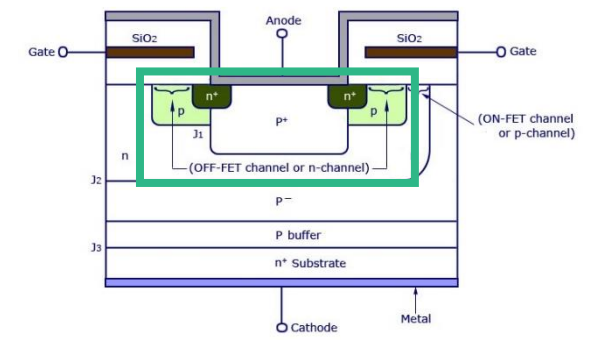 Anode
SiO₂ SiO₂
Gate Gate
n⁺ n⁺
p P⁺ p
(ON-FET channel
or p-channel)
J₁
n (OFF-FET channel or n-channel)
J₂
P⁻
P buffer
J₃
n⁺ Substrate
Metal
Cathode